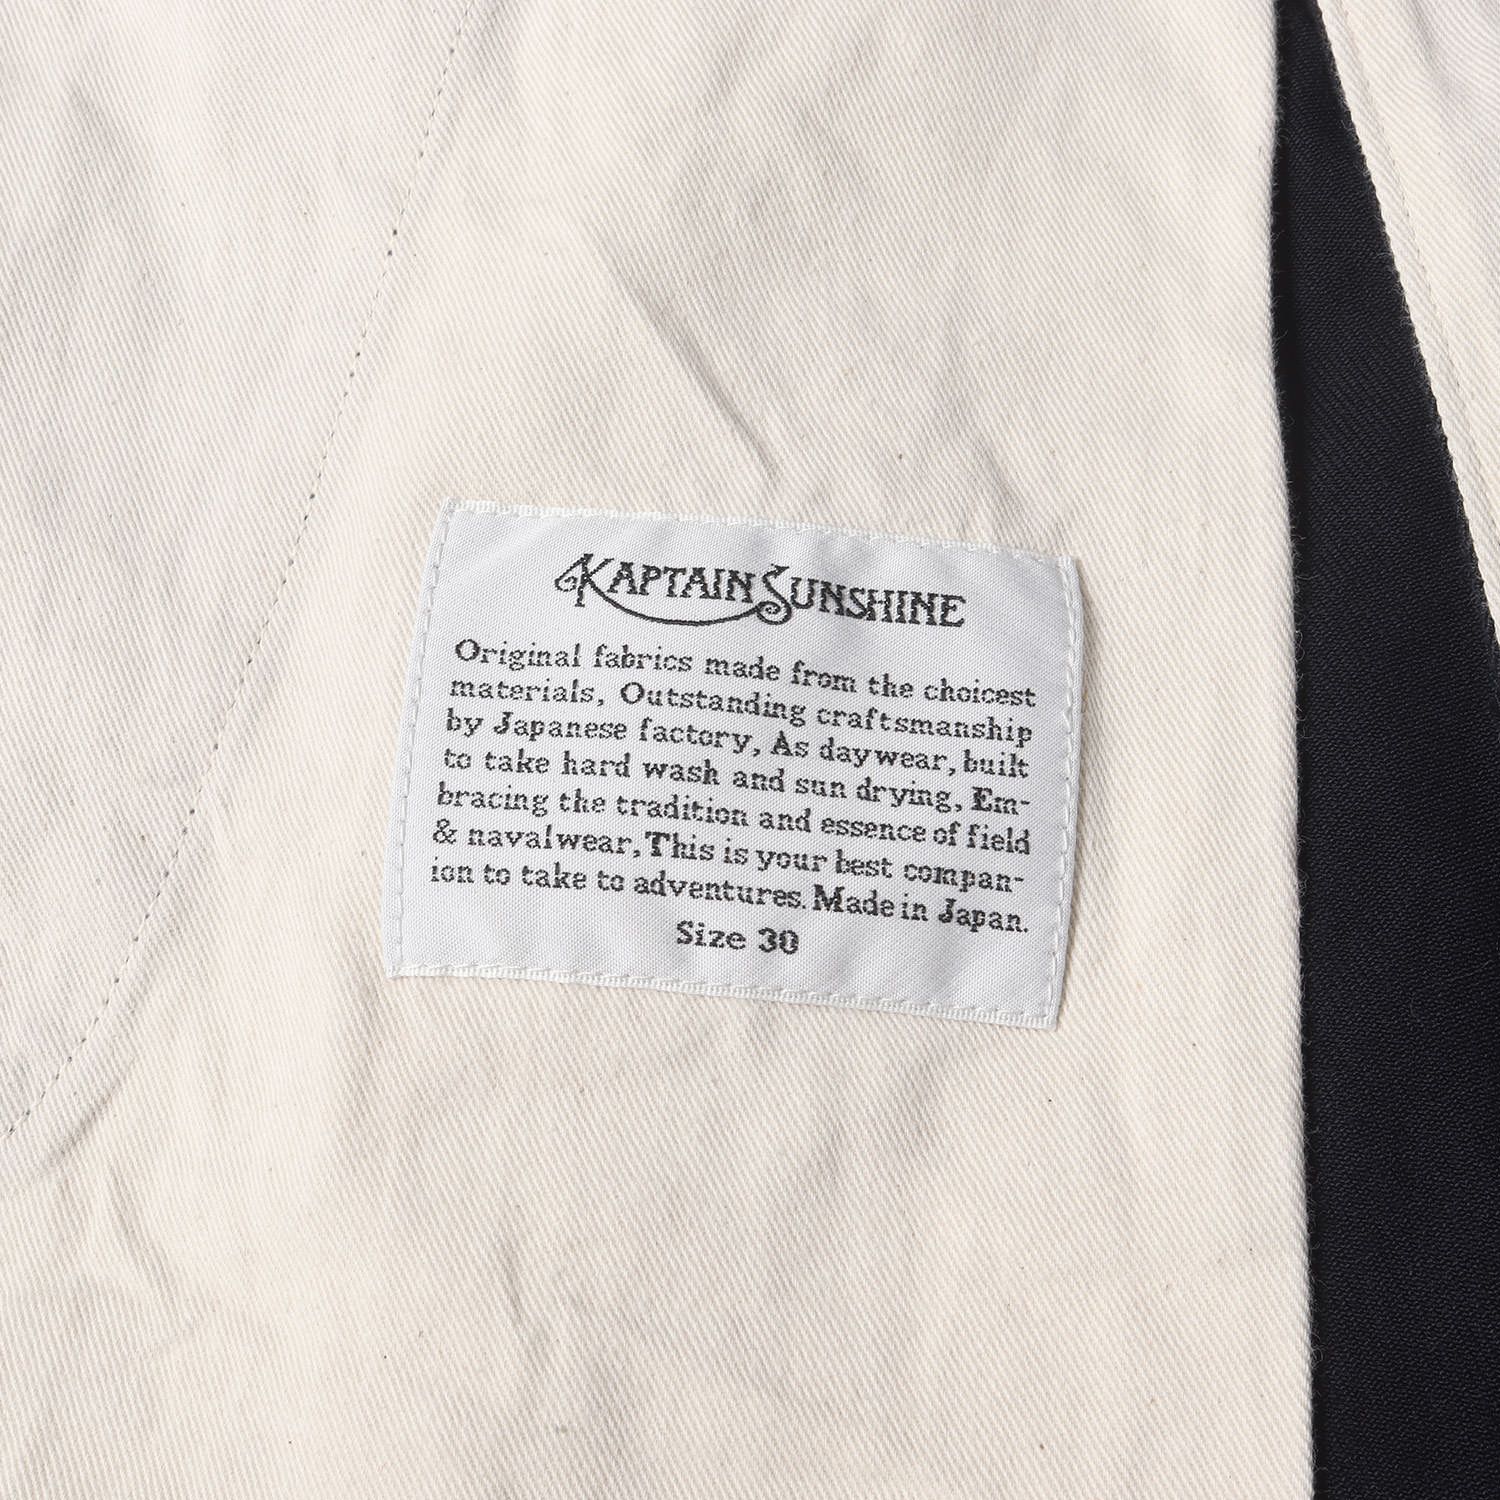 KAPTAIN SUNSHINE
Original fabrics made from the choicest
materials, Outstanding craftsmanship
by Japanese factory, As daywear, built
to take hard wash and sun drying, Em-
bracing the tradition and essence of field
& navalwear, This is your best compan-
ion to take to adventures. Made in Japan.
Size 30